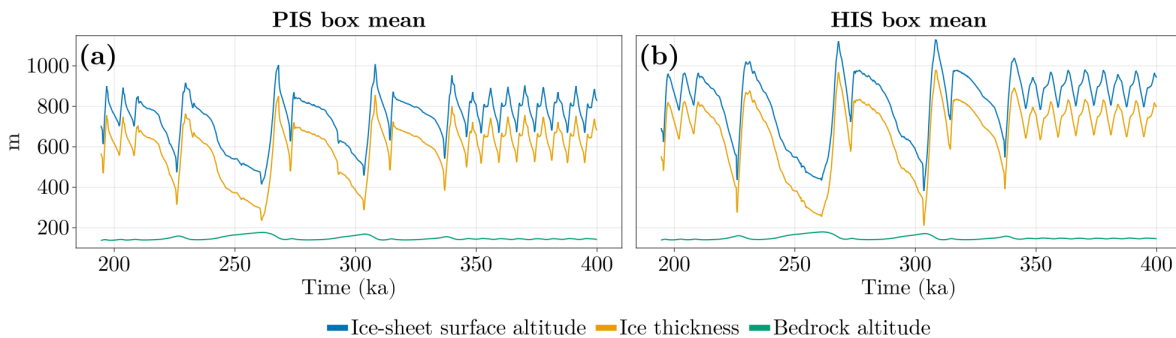 PIS box mean
HIS box mean
(a)
(b)
m
1000
800
600
400
200
200 250 300 350 400
200 250 300 350 400
Time (ka)
Time (ka)
Ice-sheet surface altitude Ice thickness Bedrock altitude